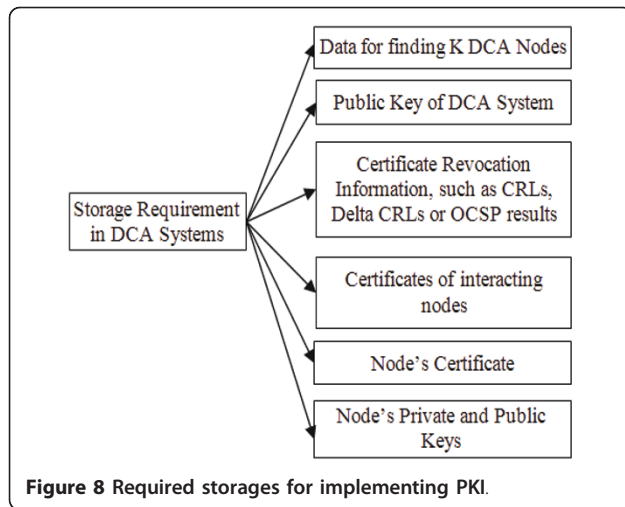 Data for finding K DCA Nodes
Public Key of DCA System
Certificate Revocation
Information, such as CRLs,
Delta CRLs or OCSP results
Storage Requirement
in DCA Systems
Certificates of interacting
nodes
Node's Certificate
Node's Private and Public
Keys
Figure 8 Required storages for implementing PKI.